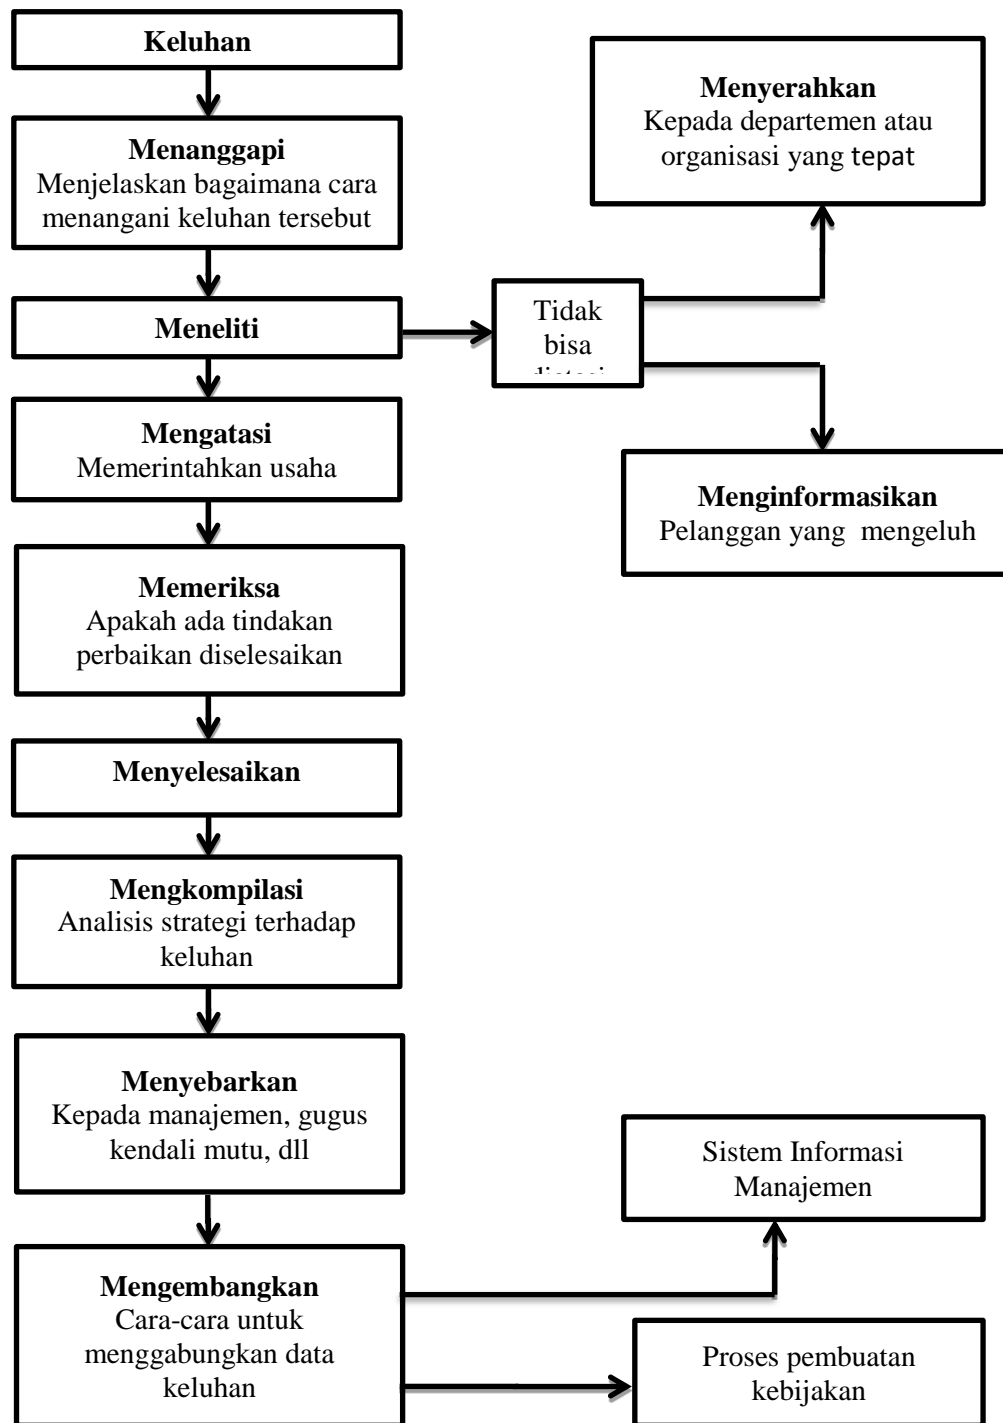 Keluhan
Menanggapi
Menjelaskan bagaimana cara
menangani keluhan tersebut
Meneliti
Tidak
bisa
Menyerahkan
Kepada departemen atau
organisasi yang tepat
Menginformasikan
Pelanggan yang mengeluh
Mengatasi
Memerintahkan usaha
Memeriksa
Apakah ada tindakan
perbaikan diselesaikan
Menyelesaikan
Mengkompilasi
Analisis strategi terhadap
keluhan
Menyebarkan
Kepada manajemen, gugus
kendali mutu, dll
Mengembangkan
Cara-cara untuk
menggabungkan data
keluhan
Sistem Informasi
Manajemen
Proses pembuatan
kebijakan